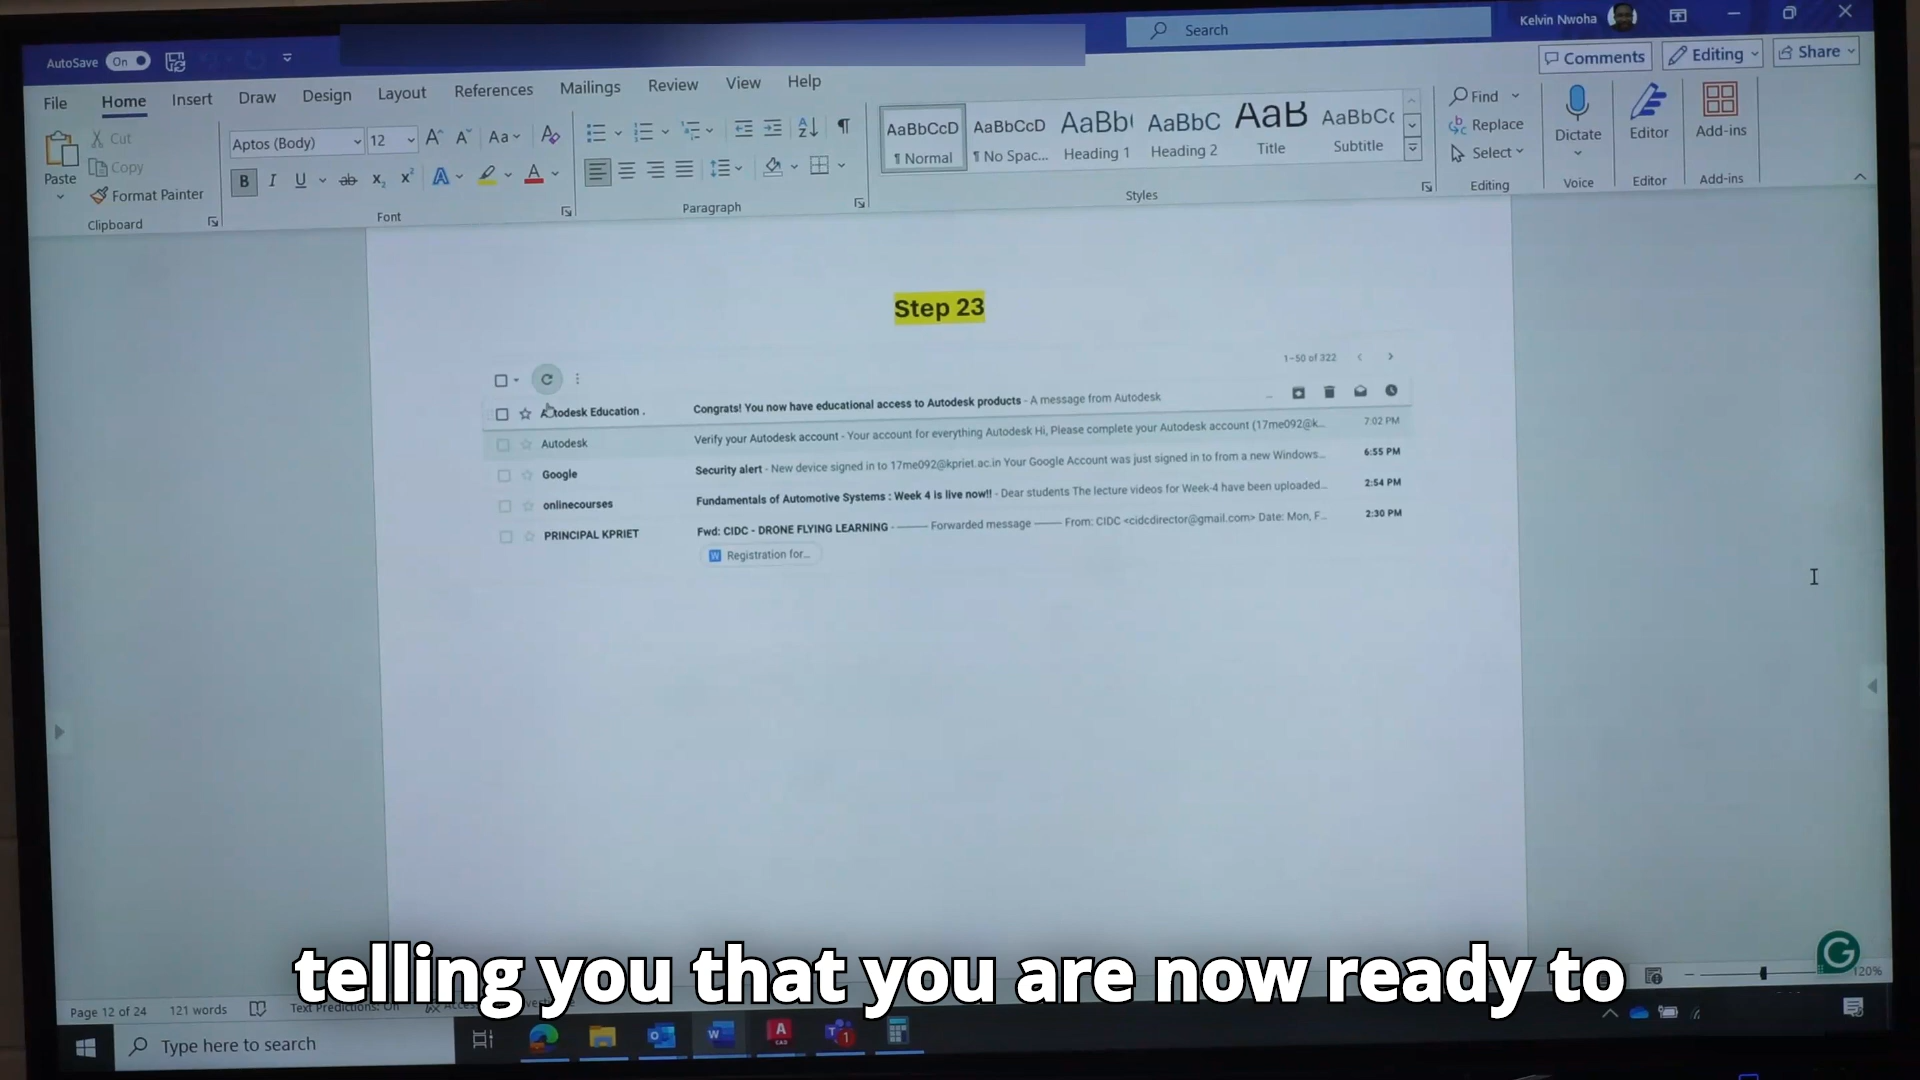 AutoSave On
Search
Kelvin Nwoha
File Home Insert Draw Design Layout References Mailings Review View Help
Comments Editing Share
Paste
Cut
Copy
Format Painter
Clipboard
Aptos (Body) 12
Font
Paragraph
AaBbCcD
¶ Normal
AaBbCcD
¶ No Spac...
AaBb(
Heading 1
AaBbC
Heading 2
AaB
Title
AaBbCc
Subtitle
Styles
Find
Replace
Select
Editing
Dictate
Voice
Editor
Editor
Add-ins
Add-ins
Step 23
1–50 of 322
Autodesk Education . Congrats! You now have educational access to Autodesk products - A message from Autodesk
Autodesk Verify your Autodesk account - Your account for everything Autodesk Hi, Please complete your Autodesk account (17me092@k... 7:02 PM
Google Security alert - New device signed in to 17me092@kpriet.ac.in Your Google Account was just signed in to from a new Windows... 6:55 PM
onlinecourses Fundamentals of Automotive Systems : Week 4 is live now!! - Dear students The lecture videos for Week-4 have been uploaded... 2:54 PM
PRINCIPAL KPRIET Fwd: CIDC - DRONE FLYING LEARNING - ——— Forwarded message ——— From: CIDC <cidcdirector@gmail.com> Date: Mon, F... 2:30 PM
W Registration for...
telling you that you are now ready to
Page 12 of 24 121 words Text Predictions: On
120%
Type here to search